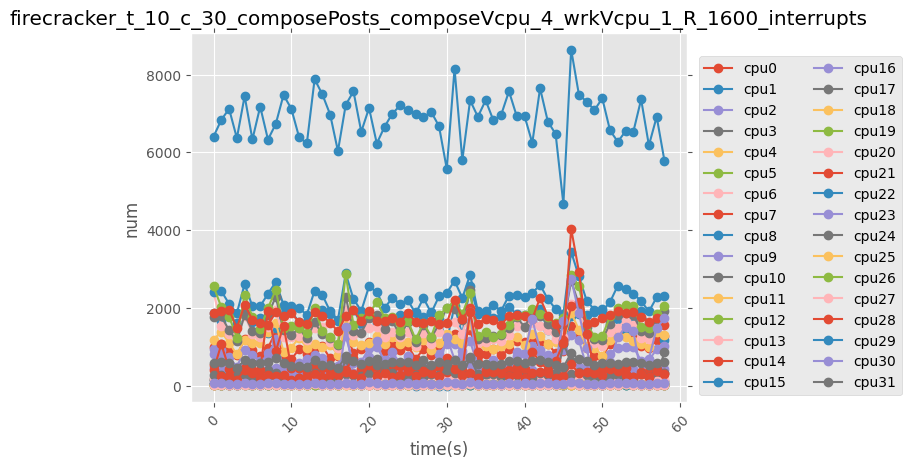 firecracker_t_10_c_30_composePosts_composeVcpu_4_wrkVcpu_1_R_1600_interrupts
num
8000
6000
4000
2000
0
0
10
20
30
40
50
60
time(s)
cpu0
cpu1
cpu2
cpu3
cpu4
cpu5
cpu6
cpu7
cpu8
cpu9
cpu10
cpu11
cpu12
cpu13
cpu14
cpu15
cpu16
cpu17
cpu18
cpu19
cpu20
cpu21
cpu22
cpu23
cpu24
cpu25
cpu26
cpu27
cpu28
cpu29
cpu30
cpu31